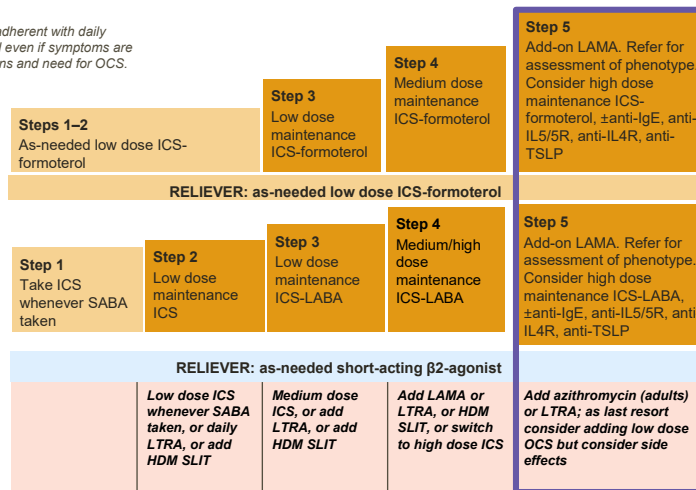 adherent with daily
d even if symptoms are
ns and need for OCS.
Steps 1–2
As-needed low dose ICS-
formoterol
Step 3
Low dose
maintenance
ICS-formoterol
Step 4
Medium dose
maintenance
ICS-formoterol
Step 5
Add-on LAMA. Refer for
assessment of phenotype.
Consider high dose
maintenance ICS-
formoterol, ±anti-IgE, anti-
IL5/5R, anti-IL4R, anti-
TSLP
RELIEVER: as-needed low dose ICS-formoterol
Step 1
Take ICS
whenever SABA
taken
Step 2
Low dose
maintenance
ICS
Step 3
Low dose
maintenance
ICS-LABA
Step 4
Medium/high
dose
maintenance
ICS-LABA
Step 5
Add-on LAMA. Refer for
assessment of phenotype.
Consider high dose
maintenance ICS-LABA,
±anti-IgE, anti-IL5/5R, anti
IL4R, anti-TSLP
RELIEVER: as-needed short-acting β2-agonist
Low dose ICS
whenever SABA
taken, or daily
LTRA, or add
HDM SLIT
Medium dose
ICS, or add
LTRA, or add
HDM SLIT
Add LAMA or
LTRA, or HDM
SLIT, or switch
to high dose ICS
Add azithromycin (adults)
or LTRA; as last resort
consider adding low dose
OCS but consider side
effects